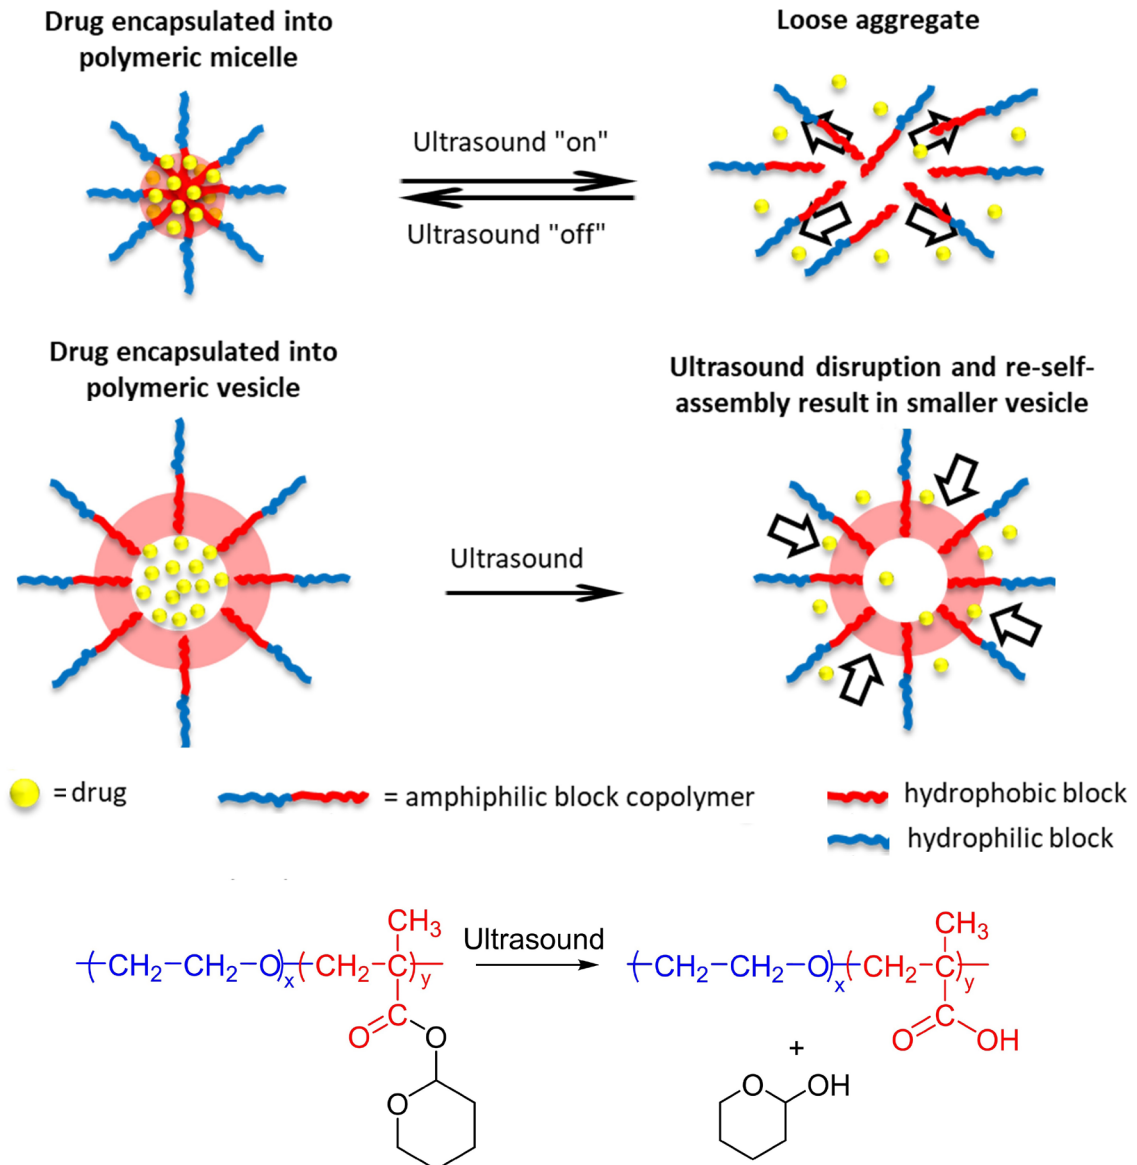 Drug encapsulated into
polymeric micelle
Loose aggregate
Ultrasound "on"
Ultrasound "off"
Drug encapsulated into
polymeric vesicle
Ultrasound disruption and re-self-
assembly result in smaller vesicle
Ultrasound
= drug
= amphiphilic block copolymer
hydrophobic block
hydrophilic block
CH3
Ultrasound
CH3
(CH2–CH2–O)x(CH2–C)y
(CH2–CH2–O)x(CH2–C)y
O C O
O C OH
+
O
O OH